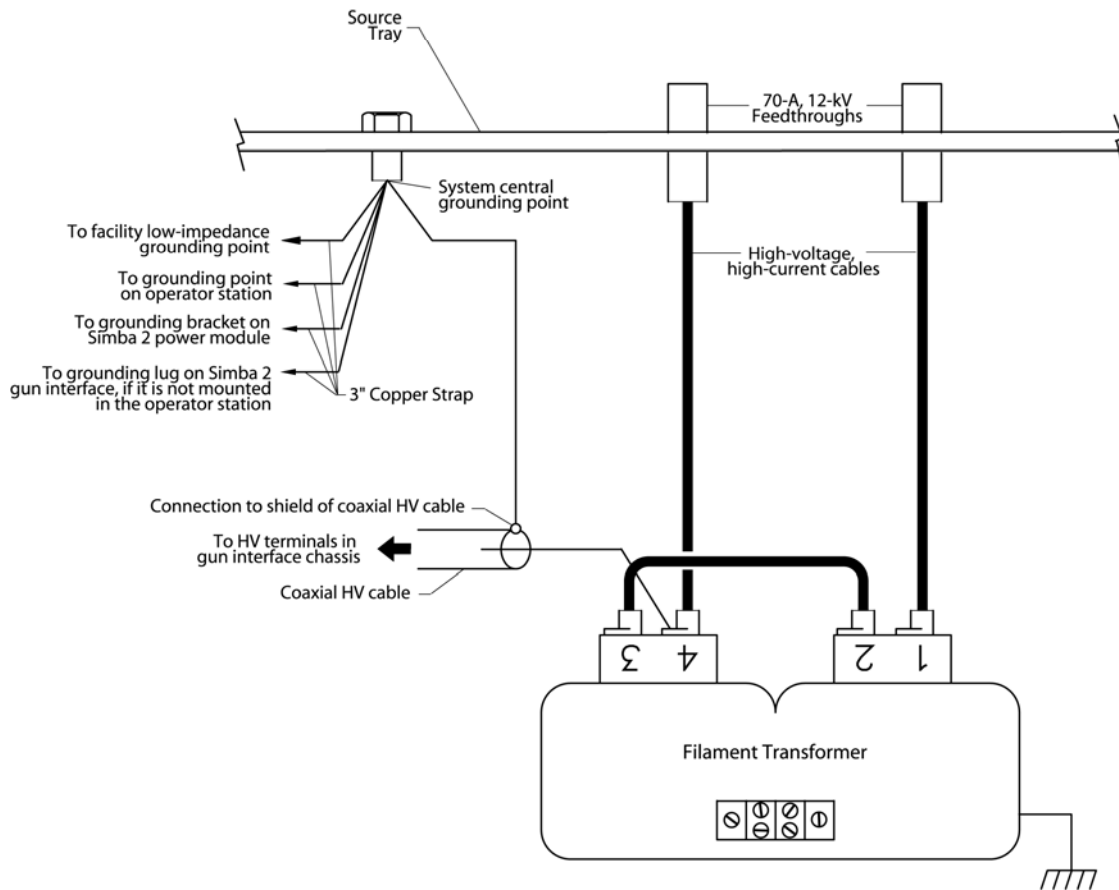 Source
Tray
70-A, 12-kV
Feedthroughs
System central
grounding point
To facility low-impedance
grounding point
To grounding point
on operator station
To grounding bracket on
Simba 2 power module
To grounding lug on Simba 2
gun interface, if it is not mounted
in the operator station
3" Copper Strap
High-voltage,
high-current cables
Connection to shield of coaxial HV cable
To HV terminals in
gun interface chassis
Coaxial HV cable
3 4 2 1
Filament Transformer